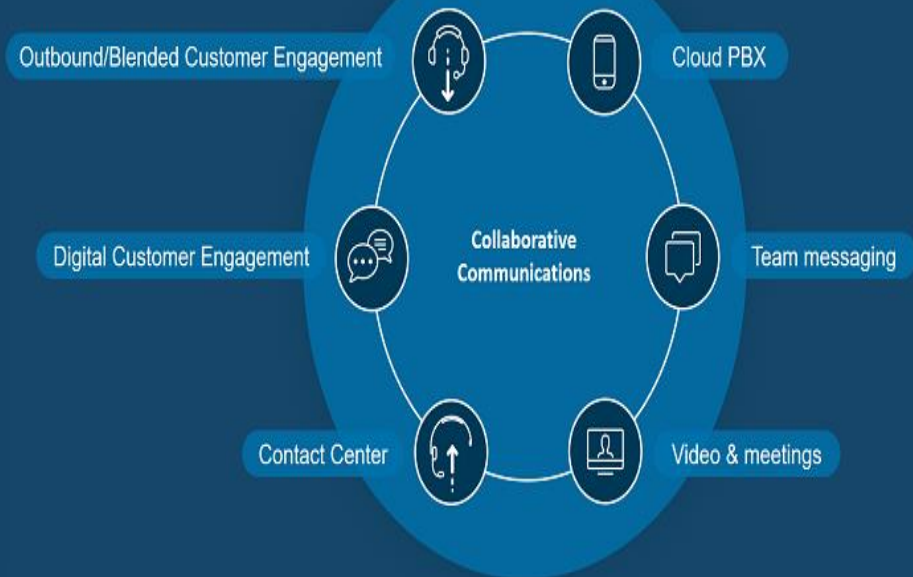 Outbound/Blended Customer Engagement
Cloud PBX
Digital Customer Engagement
Collaborative
Communications
Team messaging
Contact Center
Video & meetings